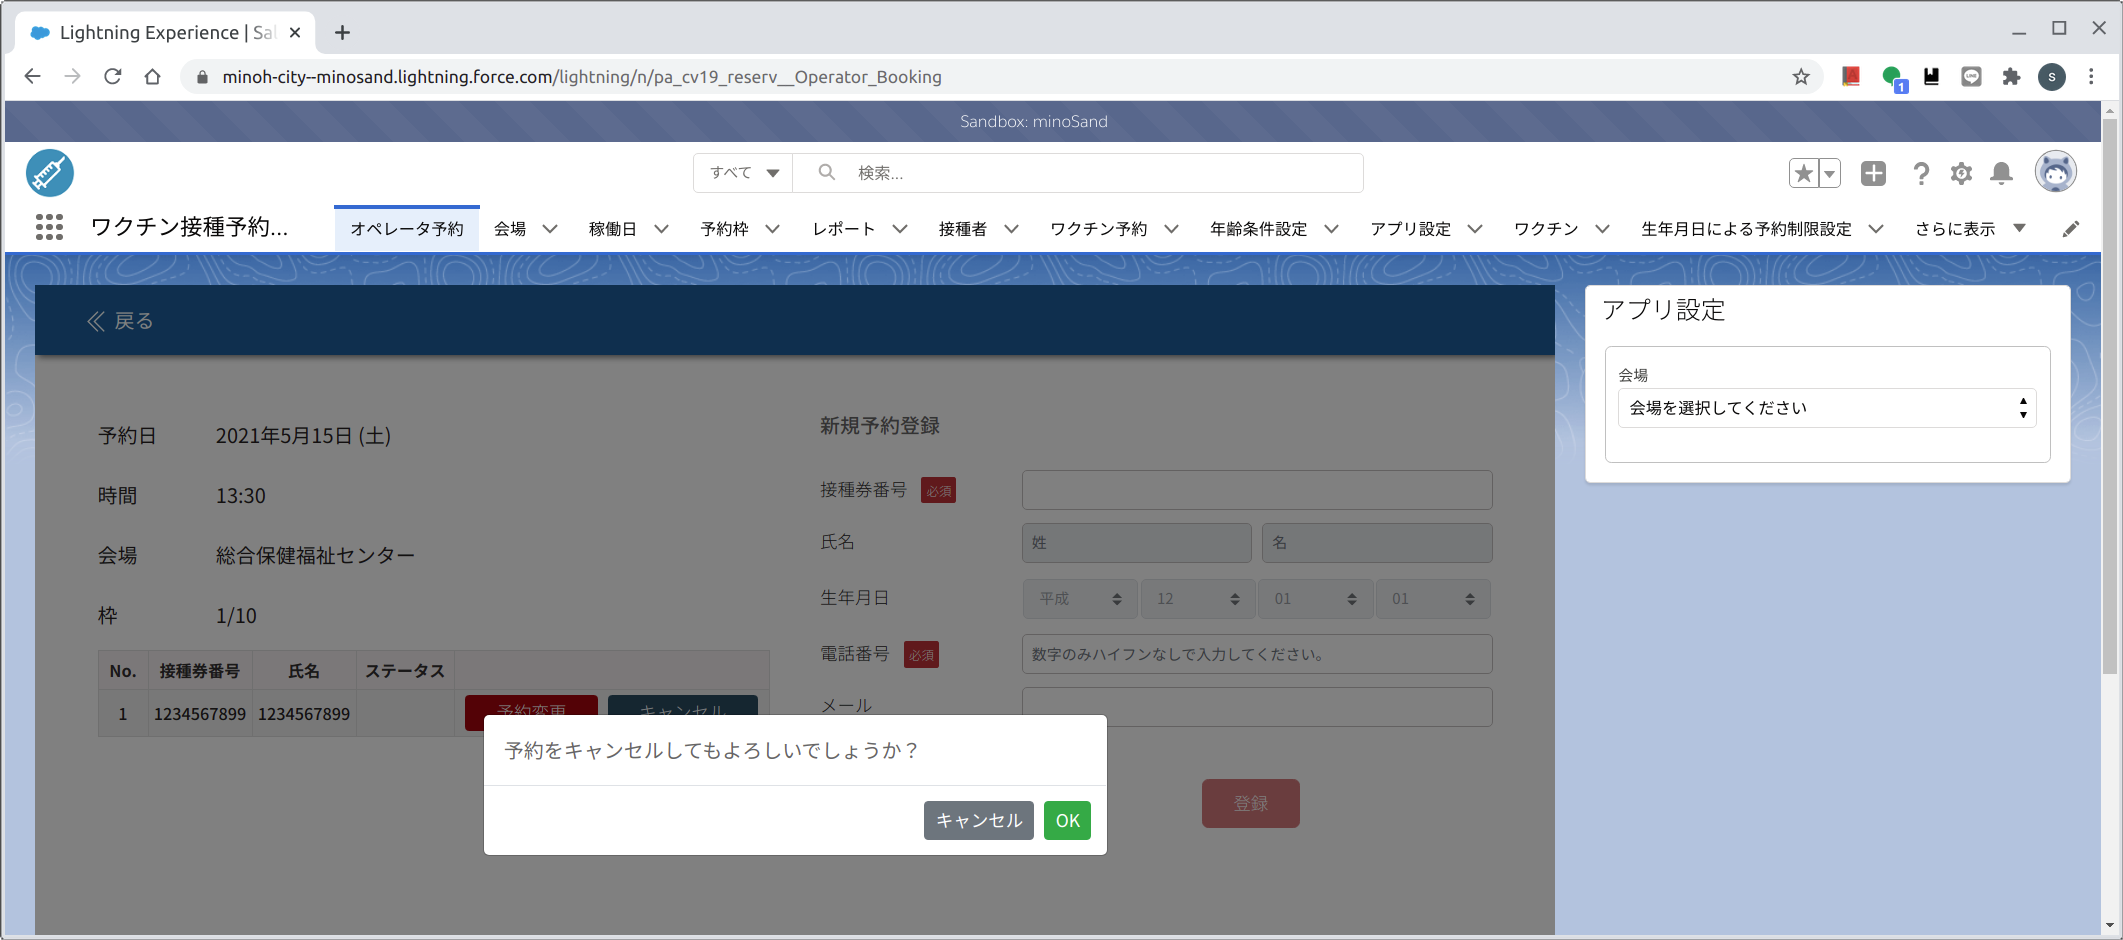 Lightning Experience | Sal
minoh-city--minosand.lightning.force.com/lightning/n/pa_cv19_reserv__Operator_Booking
1
S
Sandbox: minoSand
すべて
検索...
ワクチン接種予約...
オペレータ予約 会場 稼働日 予約枠 レポート 接種者 ワクチン予約 年齢条件設定 アプリ設定 ワクチン 生年月日による予約制限設定 さらに表示
戻る
予約日 2021年5月15日 (土)
時間 13:30
会場 総合保健福祉センター
枠 1/10
No. 接種券番号 氏名 ステータス
1 1234567899 1234567899 予約変更 キャンセル
新規予約登録
接種券番号 必須
氏名 姓 名
生年月日 平成 12 01 01
電話番号 必須 数字のみハイフンなしで入力してください。
メール
登録
予約をキャンセルしてもよろしいでしょうか？
キャンセル OK
アプリ設定
会場
会場を選択してください